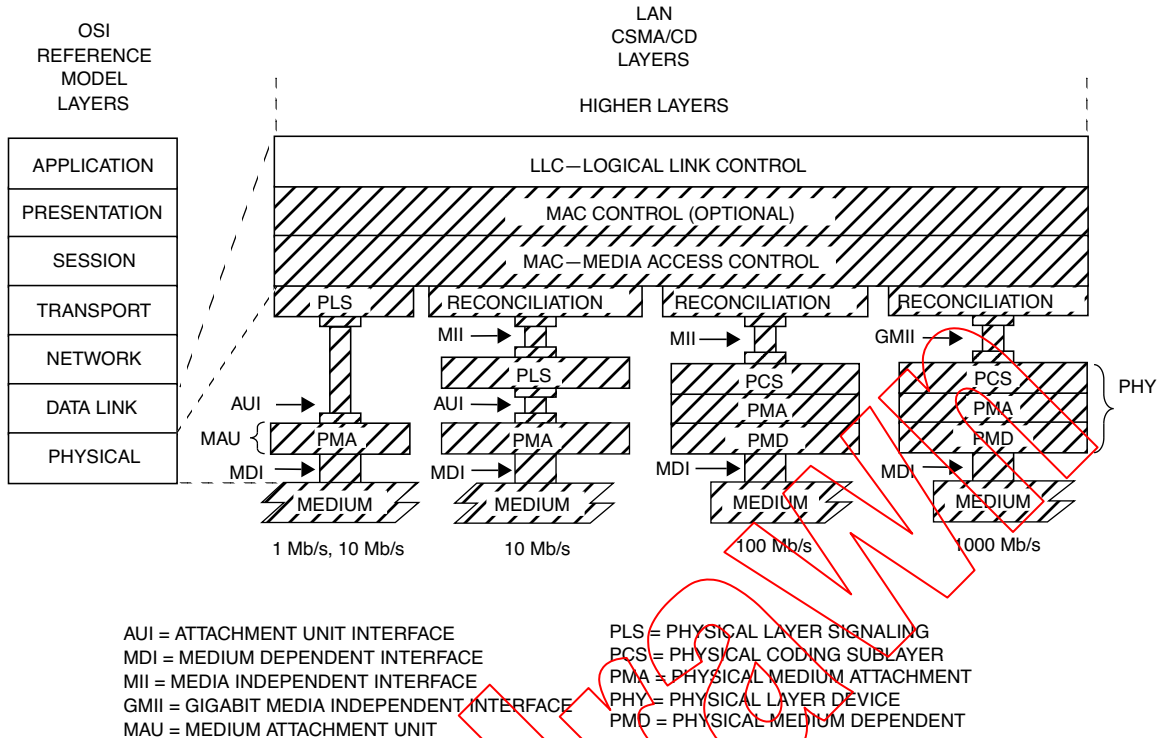 OSI
REFERENCE
MODEL
LAYERS
LAN
CSMA/CD
LAYERS
HIGHER LAYERS
APPLICATION
PRESENTATION
SESSION
TRANSPORT
NETWORK
DATA LINK
PHYSICAL
LLC—LOGICAL LINK CONTROL
MAC CONTROL (OPTIONAL)
MAC—MEDIA ACCESS CONTROL
PLS
AUI
MAU
PMA
MDI
MEDIUM
1 Mb/s, 10 Mb/s
RECONCILIATION
MII
PLS
AUI
PMA
MDI
MEDIUM
10 Mb/s
RECONCILIATION
MII
PCS
PMA
PMD
MDI
MEDIUM
100 Mb/s
RECONCILIATION
GMII
PCS
PMA
PMD
PHY
MDI
MEDIUM
1000 Mb/s
AUI = ATTACHMENT UNIT INTERFACE
MDI = MEDIUM DEPENDENT INTERFACE
MII = MEDIA INDEPENDENT INTERFACE
GMII = GIGABIT MEDIA INDEPENDENT INTERFACE
MAU = MEDIUM ATTACHMENT UNIT
PLS = PHYSICAL LAYER SIGNALING
PCS = PHYSICAL CODING SUBLAYER
PMA = PHYSICAL MEDIUM ATTACHMENT
PHY = PHYSICAL LAYER DEVICE
PMD = PHYSICAL MEDIUM DEPENDENT